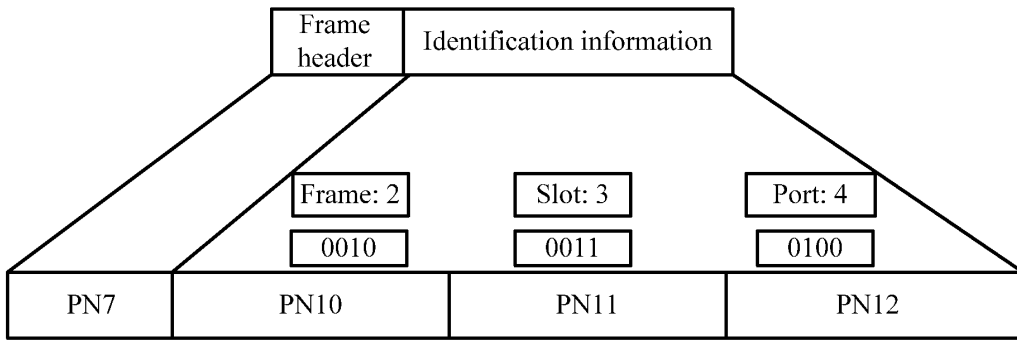 Frame
header
Identification information
Frame: 2
Slot: 3
Port: 4
0010
0011
0100
PN7
PN10
PN11
PN12